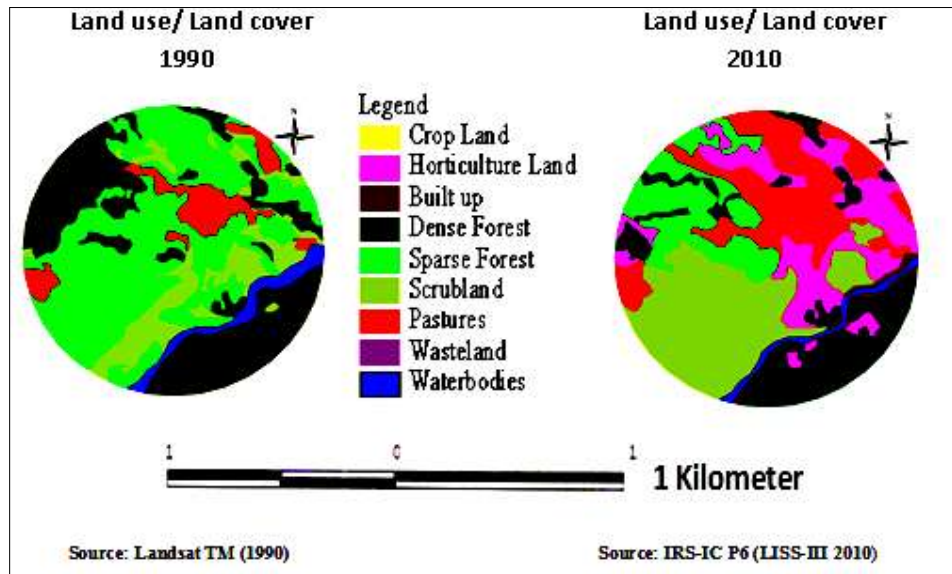 Land use/ Land cover
1990
Land use/ Land cover
2010
Legend
Crop Land
Horticulture Land
Built up
Dense Forest
Sparse Forest
Scrubland
Pastures
Wasteland
Waterbodies
N
N
1 0 1
1 Kilometer
Source: Landsat TM (1990)
Source: IRS-IC P6 (LISS-III 2010)